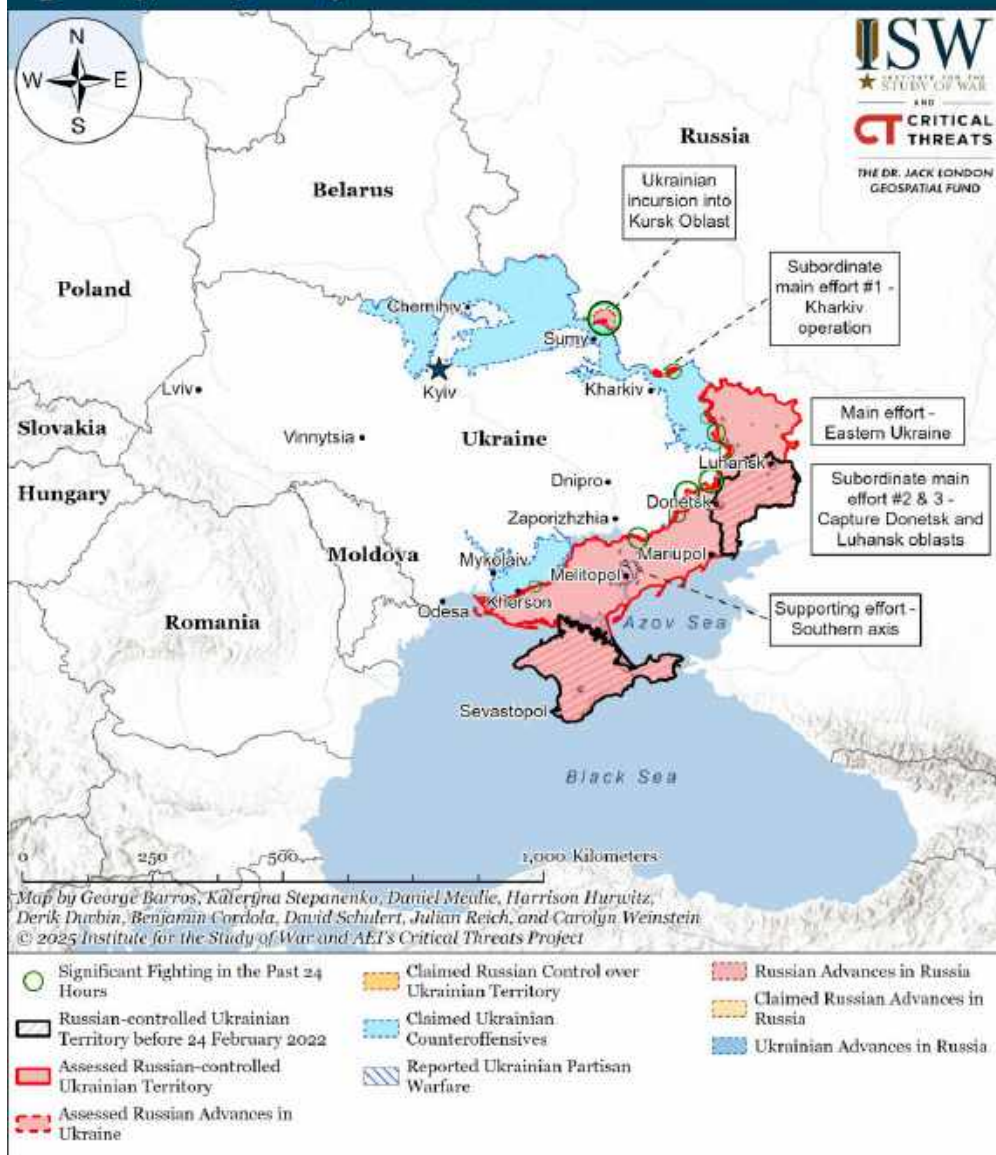 N
W E
S
ISW
INSTITUTE FOR THE
STUDY OF WAR
AND
CT CRITICAL
THREATS
THE DR. JACK LONDON
GEOSPATIAL FUND
Russia
Ukrainian
incursion into
Kursk Oblast
Belarus
Subordinate
main effort #1 -
Kharkiv
operation
Poland
Chernihiv
Sumy
Kyiv
Lviv
Kharkiv
Main effort -
Eastern Ukraine
Slovakia
Vinnytsia
Ukraine
Luhansk
Subordinate main
effort #2 & 3 -
Capture Donetsk and
Luhansk oblasts
Hungary
Dnipro
Donetsk
Zaporizhzhia
Moldova
Mykolaiv
Mariupol
Melitopol
Odesa
Kherson
Supporting effort -
Southern axis
Romania
Azov Sea
Sevastopol
Black Sea
0 250 500 1,000 Kilometers
Map by George Barros, Kateryna Stepanenko, Daniel Mealie, Harrison Hurwitz,
Derik Durbin, Benjamin Cordola, David Schulert, Julian Reich, and Carolyn Weinstein
© 2025 Institute for the Study of War and AEI's Critical Threats Project
Significant Fighting in the Past 24
Hours
Russian-controlled Ukrainian
Territory before 24 February 2022
Assessed Russian-controlled
Ukrainian Territory
Assessed Russian Advances in
Ukraine
Claimed Russian Control over
Ukrainian Territory
Claimed Ukrainian
Counteroffensives
Reported Ukrainian Partisan
Warfare
Russian Advances in Russia
Claimed Russian Advances in
Russia
Ukrainian Advances in Russia